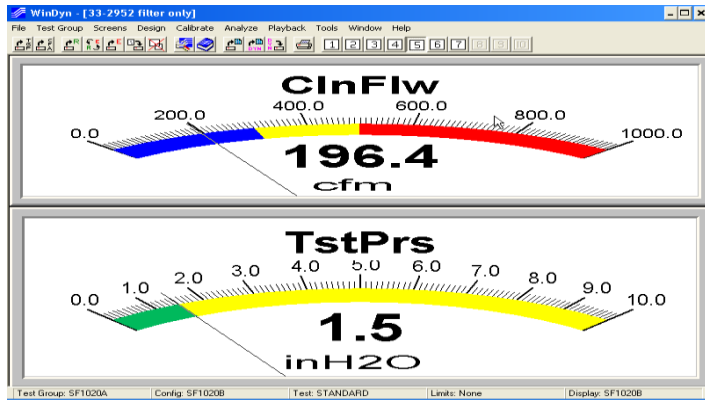 WinDyn - [33-2952 filter only]
File Test Group Screens Design Calibrate Analyze Playback Tools Window Help
1 2 3 4 5 6 7 8 9 10
ClnFlw
0.0 200.0 400.0 600.0 800.0 1000.0
196.4
cfm
TstPrs
0.0 1.0 2.0 3.0 4.0 5.0 6.0 7.0 8.0 9.0 10.0
1.5
inH2O
Test Group: SF1020A Config: SF1020B Test: STANDARD Limits: None Display: SF1020B